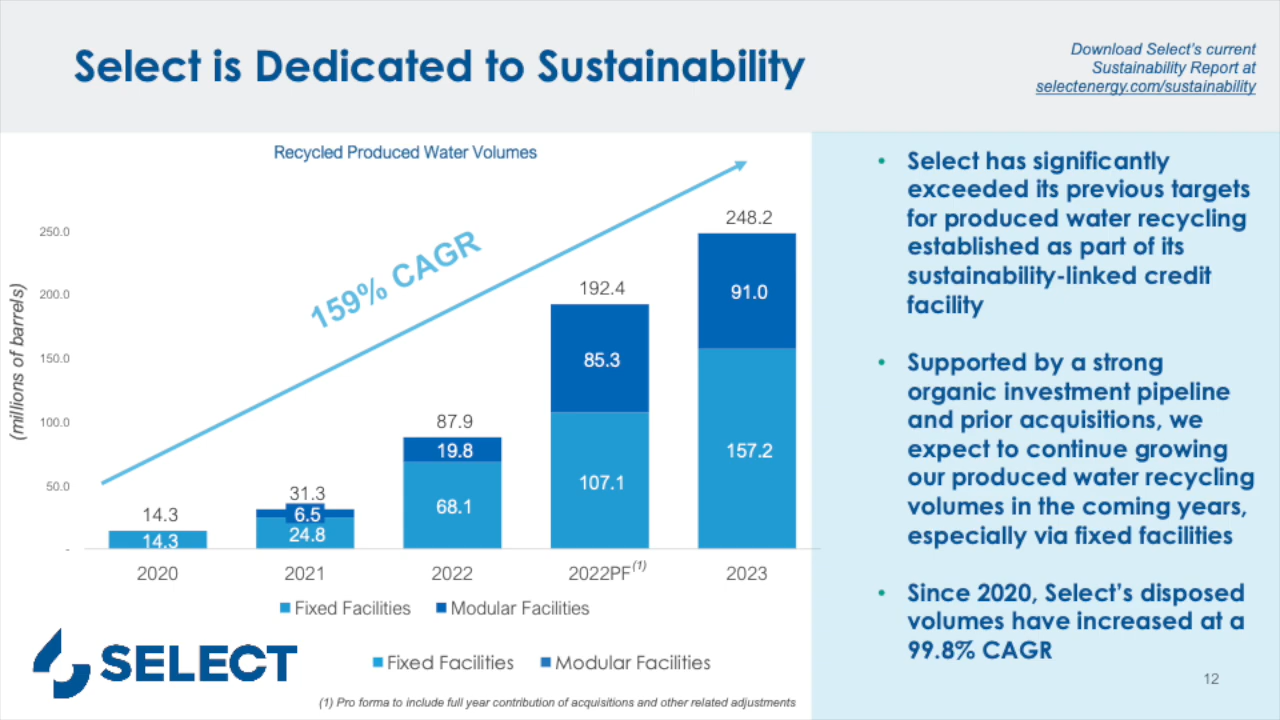 Select is Dedicated to Sustainability
Download Select's current
Sustainability Report at
selectenergy.com/sustainability
Recycled Produced Water Volumes
159% CAGR
(millions of barrels)
250.0
200.0
150.0
100.0
50.0
-
14.3
14.3
31.3
6.5
24.8
87.9
19.8
68.1
192.4
85.3
107.1
248.2
91.0
157.2
2020
2021
2022
2022PF(1)
2023
Fixed Facilities
Modular Facilities
Fixed Facilities
Modular Facilities
SELECT
(1) Pro forma to include full year contribution of acquisitions and other related adjustments
• Select has significantly
exceeded its previous targets
for produced water recycling
established as part of its
sustainability-linked credit
facility
• Supported by a strong
organic investment pipeline
and prior acquisitions, we
expect to continue growing
our produced water recycling
volumes in the coming years,
especially via fixed facilities
• Since 2020, Select's disposed
volumes have increased at a
99.8% CAGR
12